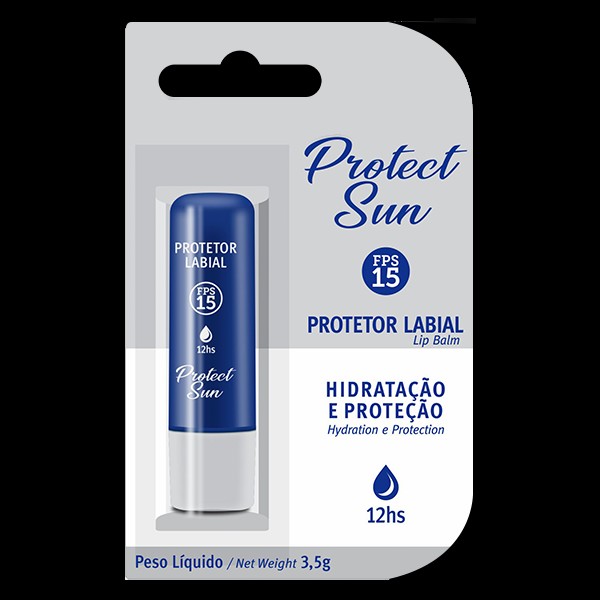 Protect
Sun
FPS
15
PROTETOR LABIAL
Lip Balm
HIDRATAÇÃO
E PROTEÇÃO
Hydration e Protection
12hs
PROTETOR
LABIAL
FPS
15
12hs
Protect
Sun
Peso Líquido / Net Weight 3,5g